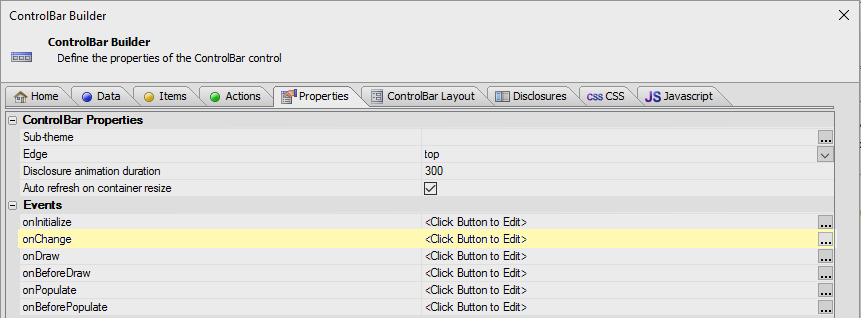 ControlBar Builder
ControlBar Builder
Define the properties of the ControlBar control
Home Data Items Actions Properties ControlBar Layout Disclosures CSS CSS JS Javascript
ControlBar Properties
Sub-theme ...
Edge top
Disclosure animation duration 300
Auto refresh on container resize
Events
onInitialize <Click Button to Edit> ...
onChange <Click Button to Edit> ...
onDraw <Click Button to Edit> ...
onBeforeDraw <Click Button to Edit> ...
onPopulate <Click Button to Edit> ...
onBeforePopulate <Click Button to Edit> ...